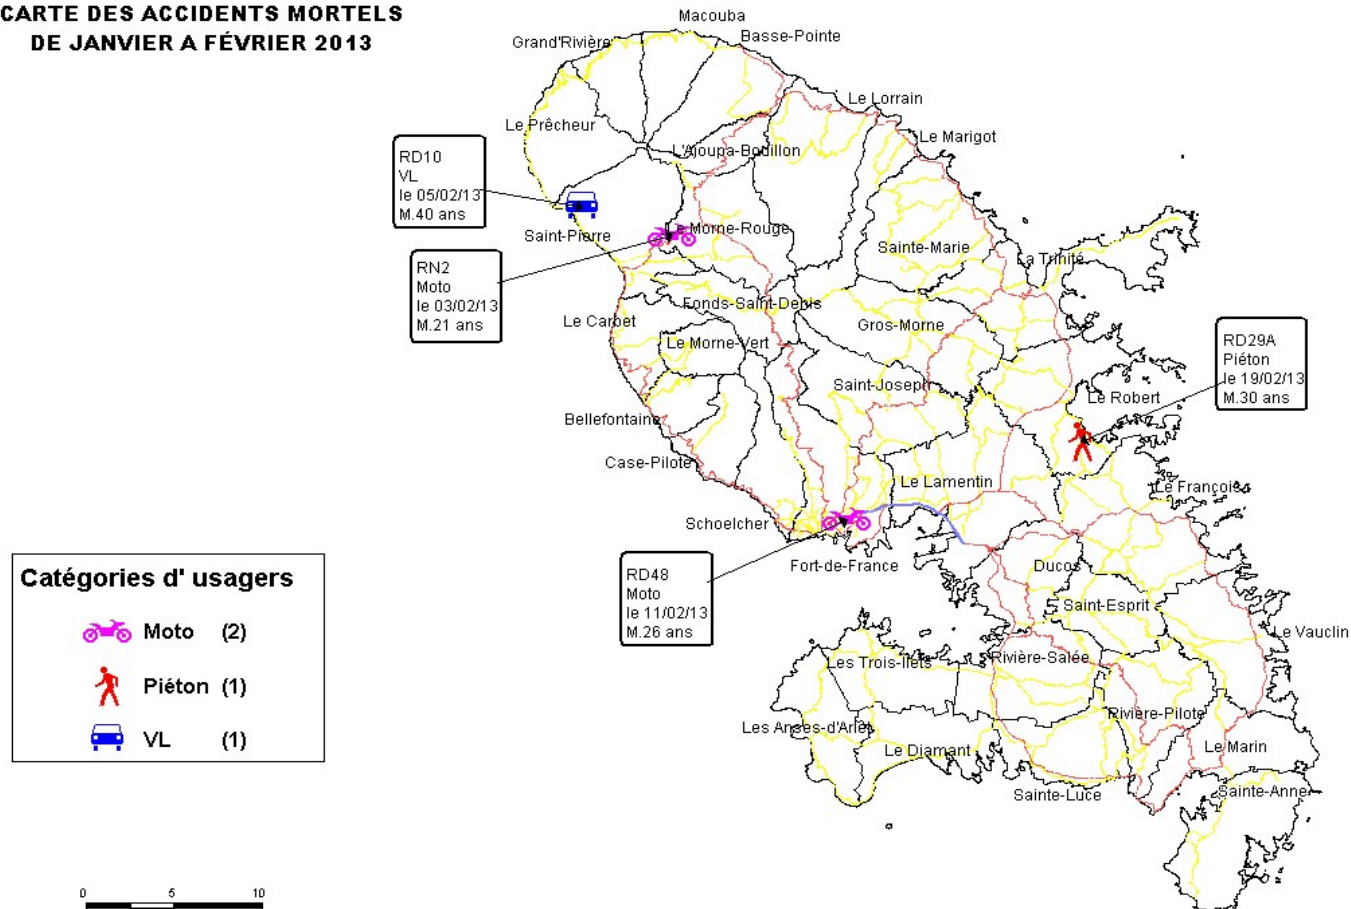 CARTE DES ACCIDENTS MORTELS
DE JANVIER A FÉVRIER 2013
Macouba
Grand'Rivière
Basse-Pointe
Le Lorrain
Le Prêcheur
Le Marigot
L'Ajoupa-Bouillon
RD10
VL
le 05/02/13
M.40 ans
Saint-Pierre
Le Morne-Rouge
Sainte-Marie
La Trinité
RN2
Moto
le 03/02/13
M.21 ans
Fonds-Saint-Denis
Le Carbet
Gros-Morne
Le Morne-Vert
RD29A
Piéton
le 19/02/13
M.30 ans
Saint-Joseph
Le Robert
Bellefontaine
Case-Pilote
Le Lamentin
Le François
Schoelcher
Fort-de-France
RD48
Moto
le 11/02/13
M.26 ans
Ducos
Saint-Esprit
Le Vauclin
Les Trois-Ilets
Rivière-Salée
Les Anses-d'Arlet
Rivière-Pilote
Le Diamant
Le Marin
Sainte-Luce
Sainte-Anne
Catégories d' usagers
Moto (2)
Piéton (1)
VL (1)
0 5 10